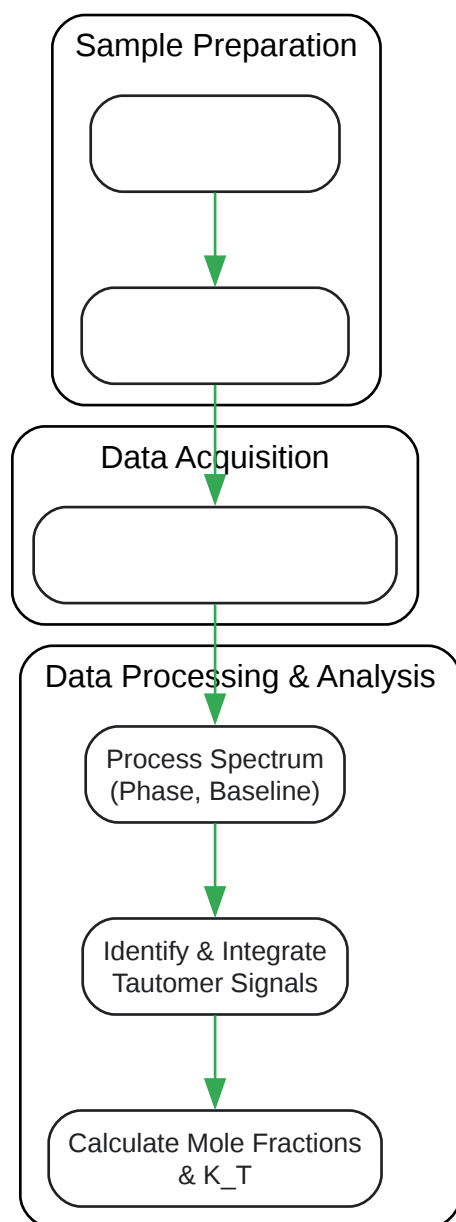 Sample Preparation
Data Acquisition
Data Processing & Analysis
Process Spectrum
(Phase, Baseline)
Identify & Integrate
Tautomer Signals
Calculate Mole Fractions
& K_T